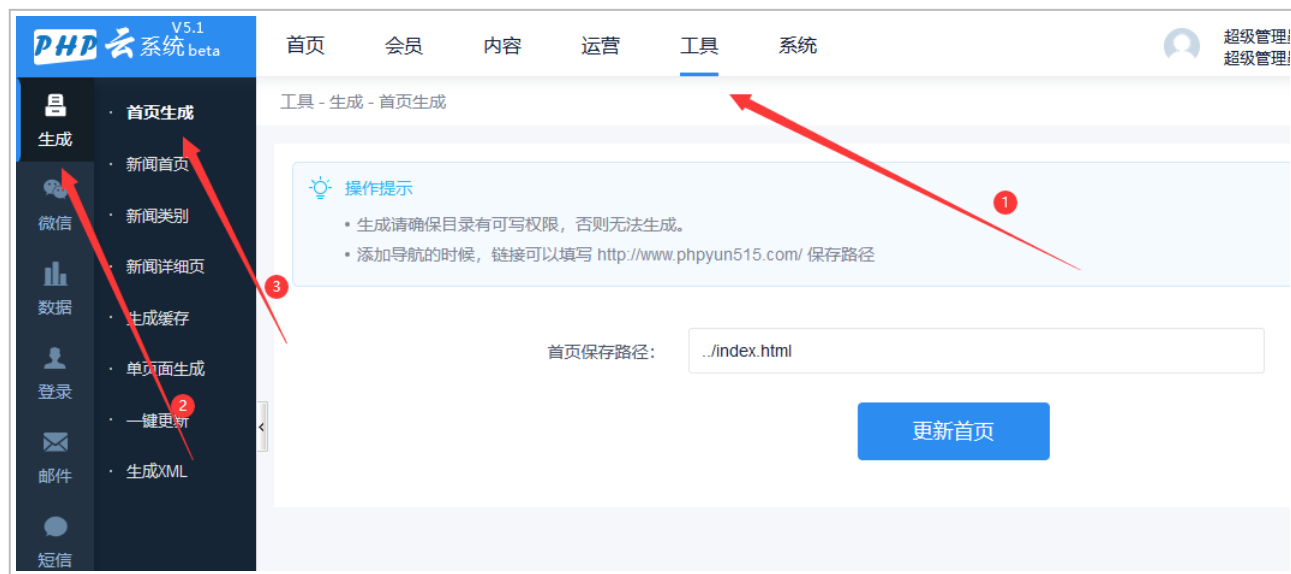 PHP云系统 V5.1 beta
首页 会员 内容 运营 工具 系统
超级管理员
超级管理员
生成
微信
数据
登录
邮件
短信
· 首页生成
· 新闻首页
· 新闻类别
· 新闻详细页
· 生成缓存
· 单页面生成
· 一键更新
· 生成XML
工具 - 生成 - 首页生成
操作提示
• 生成请确保目录有可写权限，否则无法生成。
• 添加导航的时候，链接可以填写 http://www.phpyun515.com/ 保存路径
首页保存路径： ../index.html
更新首页
1
2
3